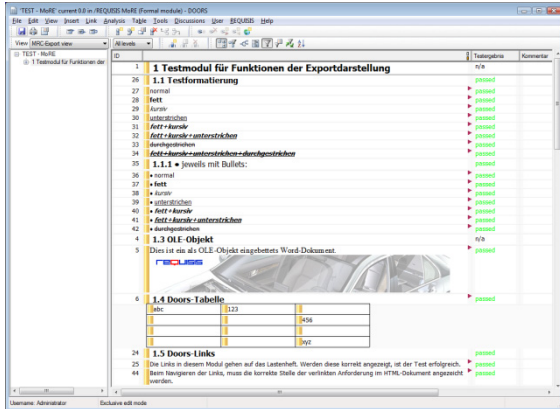 'TEST - MoRE' current 0.8 in /REQUISIS MoRE (Formal module) - DOORS
File Edit View Insert Link Analysis Table Tools Discussions User REQUISIS Help
View MRC Export view All levels
TEST - MoRE
1 Testmodul für Funktionen der
ID Testergebnis Kommentar
1 1 Testmodul für Funktionen der Exportdarstellung n/a
26 1.1 Testformatierung passed
27 normal passed
28 fett passed
29 kursiv passed
30 unterstrichen passed
31 fett+kursiv passed
32 fett+kursiv+unterstrichen passed
33 durchgestrichen passed
34 fett+kursiv+unterstrichen+durchgestrichen passed
35 1.1.1 • jeweils mit Bullets: passed
36 • normal passed
37 • fett passed
38 • kursiv passed
39 • unterstrichen passed
40 • fett+kursiv passed
41 • fett+kursiv+unterstrichen passed
42 • durchgestrichen passed
4 1.3 OLE-Objekt n/a
5 Dies ist ein als OLE-Objekt eingebettets Word-Dokument. passed
6 1.4 Doors-Tabelle passed
abc 123
456
xyz
24 1.5 Doors-Links passed
25 Die Links in diesem Modul gehen auf das Lastenheft. Werden diese korrekt angezeigt, ist der Test erfolgreich. passed
44 Beim Navigieren der Links, muss die korrekte Stelle der verlinkten Anforderung im HTML-Dokument angezeigt passed
werden.
Username: Administrator Exclusive edit mode